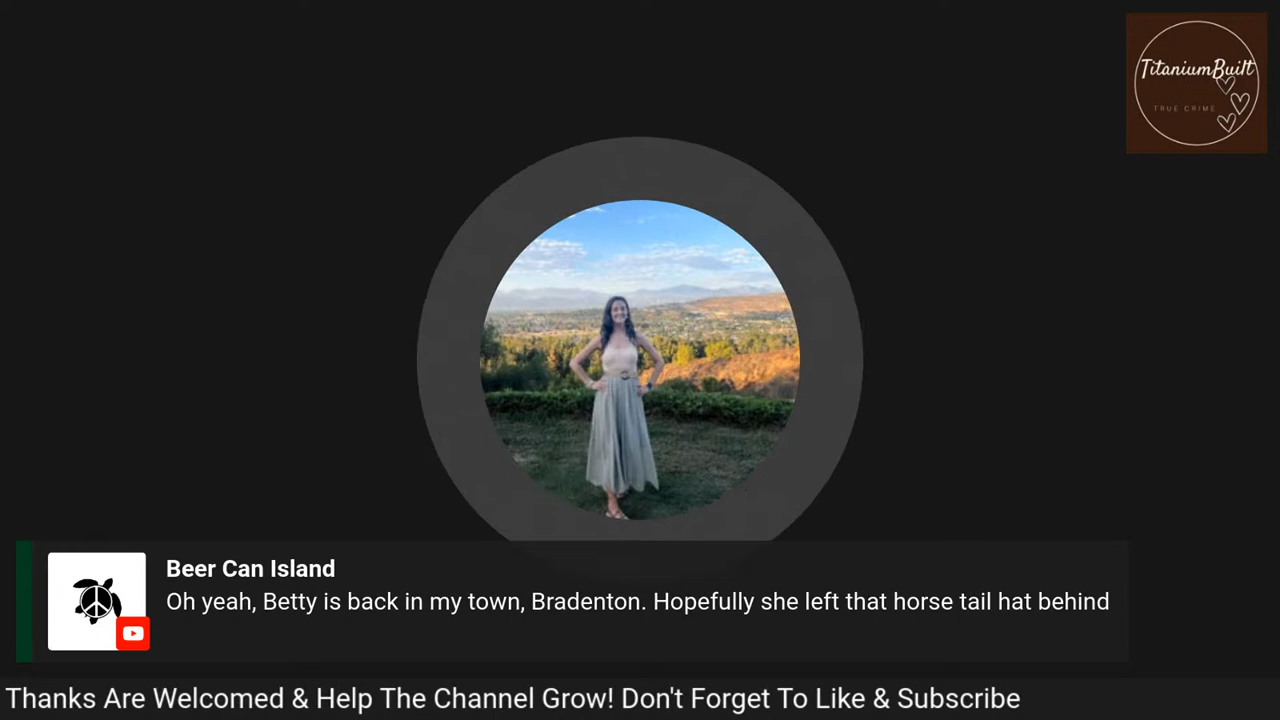 TitaniumBuilt
TRUE CRIME
Beer Can Island
Oh yeah, Betty is back in my town, Bradenton. Hopefully she left that horse tail hat behind
Thanks Are Welcomed & Help The Channel Grow! Don't Forget To Like & Subscribe